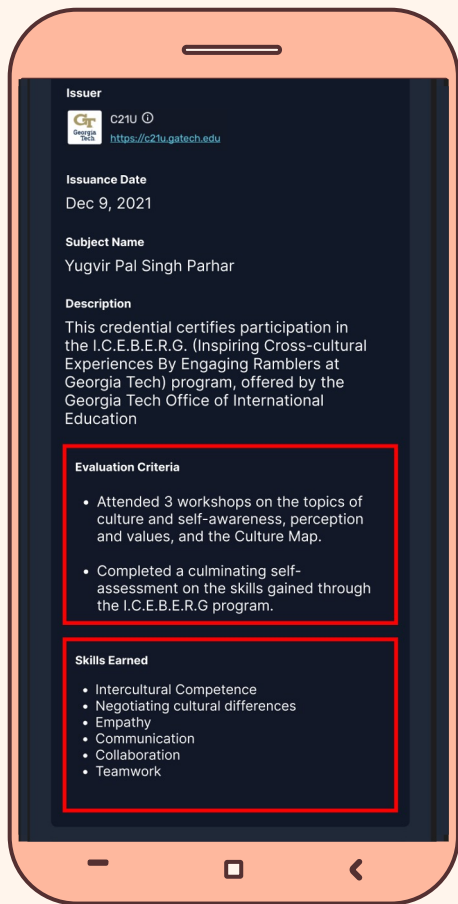 Issuer
GT
Georgia
Tech
C21U
https://c21u.gatech.edu
Issuance Date
Dec 9, 2021
Subject Name
Yugvir Pal Singh Parhar
Description
This credential certifies participation in
the I.C.E.B.E.R.G. (Inspiring Cross-cultural
Experiences By Engaging Ramblers at
Georgia Tech) program, offered by the
Georgia Tech Office of International
Education
Evaluation Criteria
• Attended 3 workshops on the topics of
culture and self-awareness, perception
and values, and the Culture Map.
• Completed a culminating self-
assessment on the skills gained through
the I.C.E.B.E.R.G program.
Skills Earned
• Intercultural Competence
• Negotiating cultural differences
• Empathy
• Communication
• Collaboration
• Teamwork